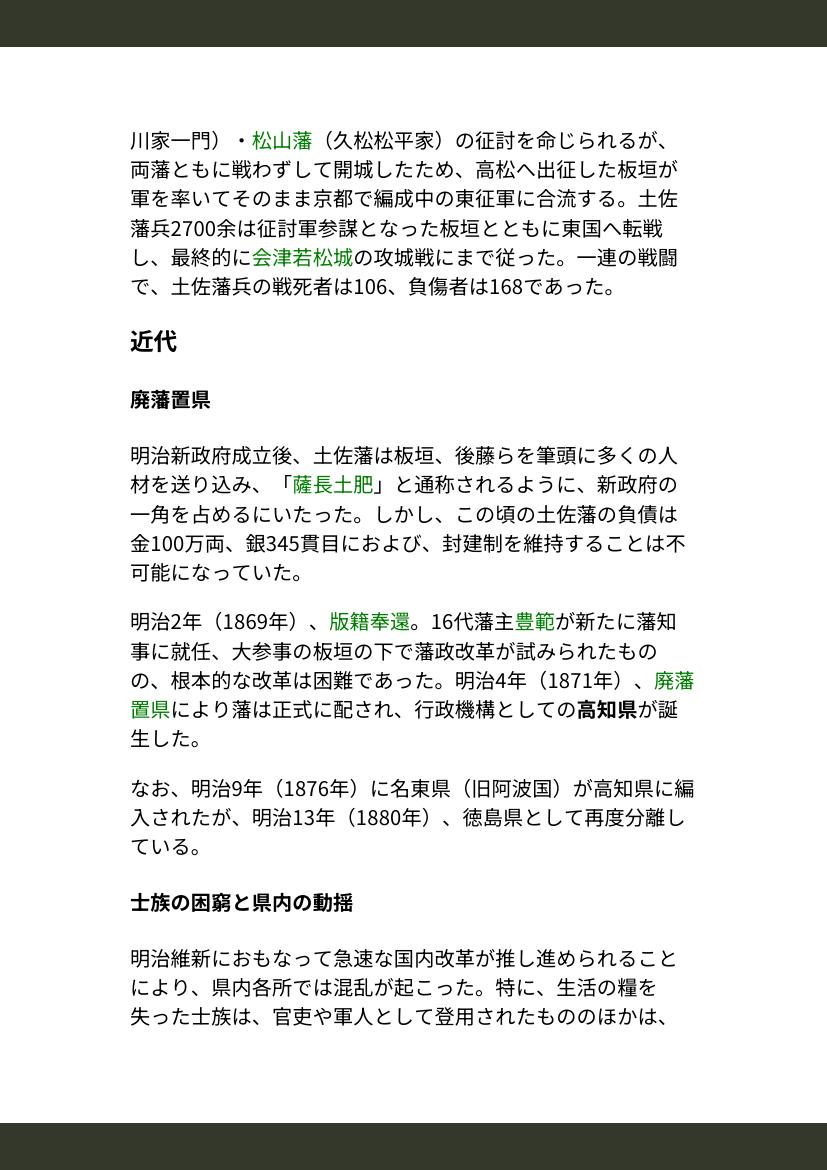 川家一門）・松山藩（久松松平家）の征討を命じられるが、
両藩ともに戦わずして開城したため、高松へ出征した板垣が
軍を率いてそのまま京都で編成中の東征軍に合流する。土佐
藩兵2700余は征討軍参謀となった板垣とともに東国へ転戦
し、最終的に会津若松城の攻城戦にまで従った。一連の戦闘
で、土佐藩兵の戦死者は106、負傷者は168であった。
近代
廃藩置県
明治新政府成立後、土佐藩は板垣、後藤らを筆頭に多くの人
材を送り込み、「薩長土肥」と通称されるように、新政府の
一角を占めるにいたった。しかし、この頃の土佐藩の負債は
金100万両、銀345貫目におよび、封建制を維持することは不
可能になっていた。
明治2年（1869年）、版籍奉還。16代藩主豊範が新たに藩知
事に就任、大参事の板垣の下で藩政改革が試みられたもの
の、根本的な改革は困難であった。明治4年（1871年）、廃藩
置県により藩は正式に配され、行政機構としての高知県が誕
生した。
なお、明治9年（1876年）に名東県（旧阿波国）が高知県に編
入されたが、明治13年（1880年）、徳島県として再度分離し
ている。
士族の困窮と県内の動揺
明治維新におもなって急速な国内改革が推し進められること
により、県内各所では混乱が起こった。特に、生活の糧を
失った士族は、官吏や軍人として登用されたもののほかは、